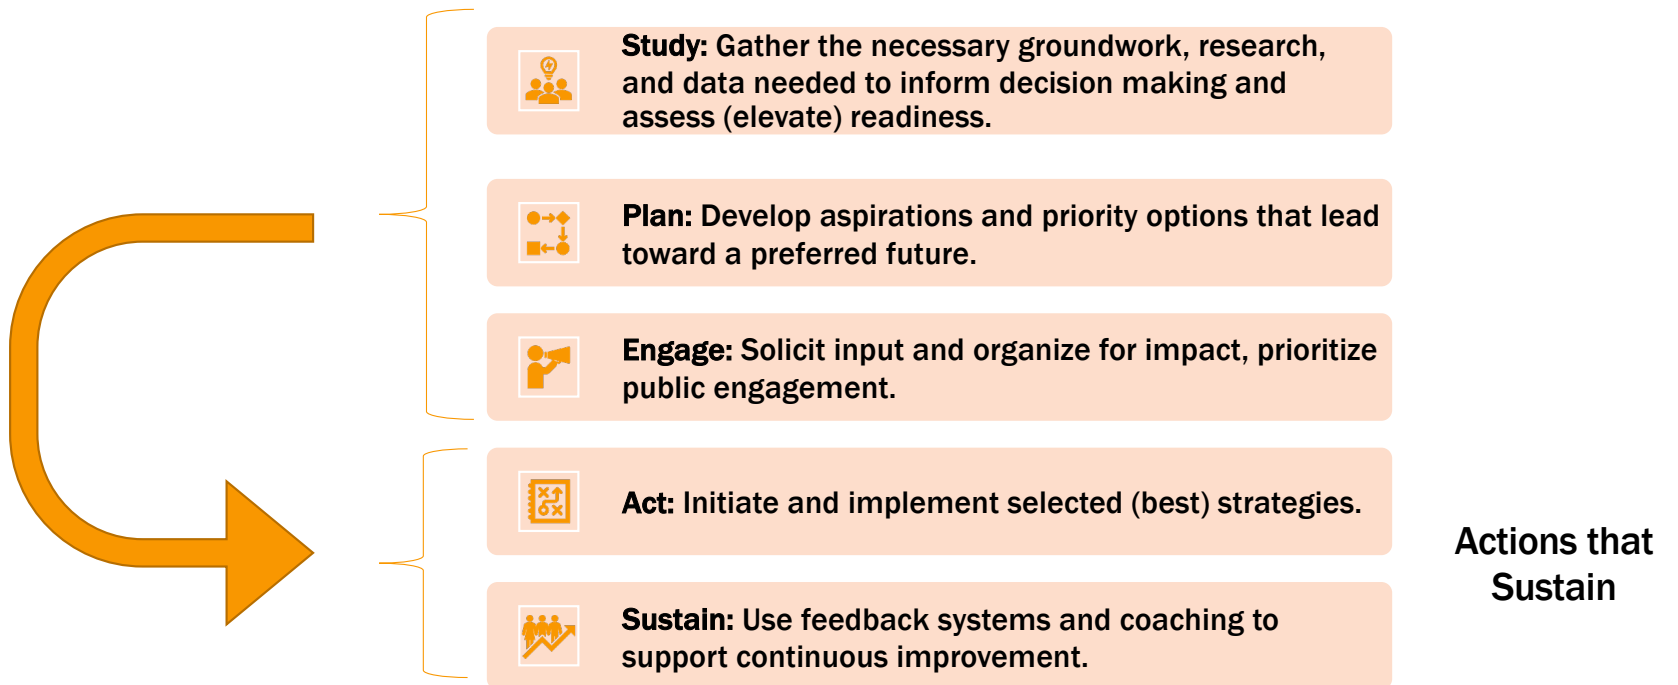 Study: Gather the necessary groundwork, research,
and data needed to inform decision making and
assess (elevate) readiness.
Plan: Develop aspirations and priority options that lead
toward a preferred future.
Engage: Solicit input and organize for impact, prioritize
public engagement.
Act: Initiate and implement selected (best) strategies.
Actions that
Sustain
Sustain: Use feedback systems and coaching to
support continuous improvement.